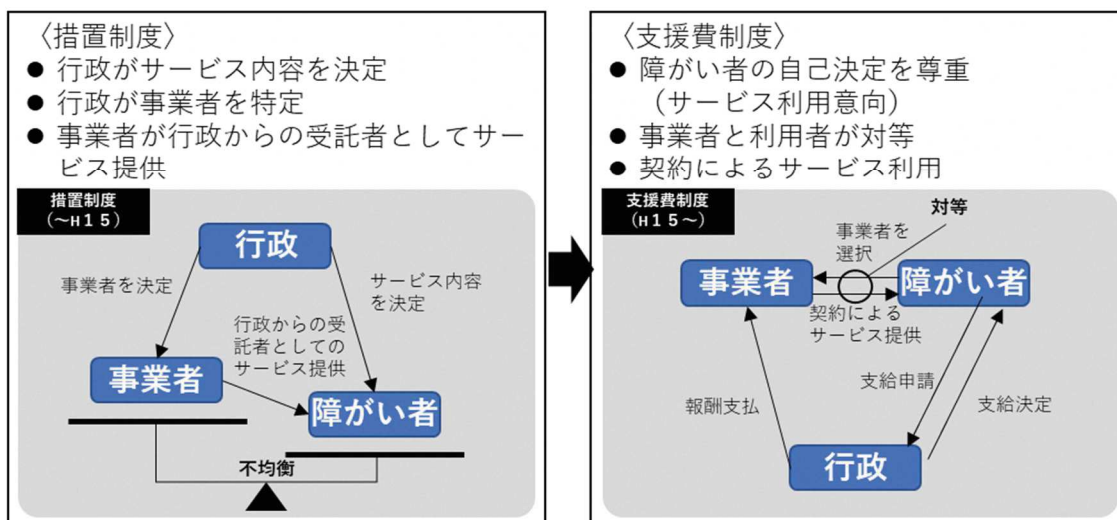 〈措置制度〉
● 行政がサービス内容を決定
● 行政が事業者を特定
● 事業者が行政からの受託者としてサー
ビス提供
措置制度
(～H15)
行政
事業者を決定
サービス内容
を決定
行政からの受
託者としての
サービス提供
事業者
障がい者
不均衡
〈支援費制度〉
● 障がい者の自己決定を尊重
(サービス利用意向)
● 事業者と利用者が対等
● 契約によるサービス利用
支援費制度
(H15～)
対等
事業者を
選択
事業者
障がい者
契約による
サービス提供
支給申請
報酬支払
支給決定
行政